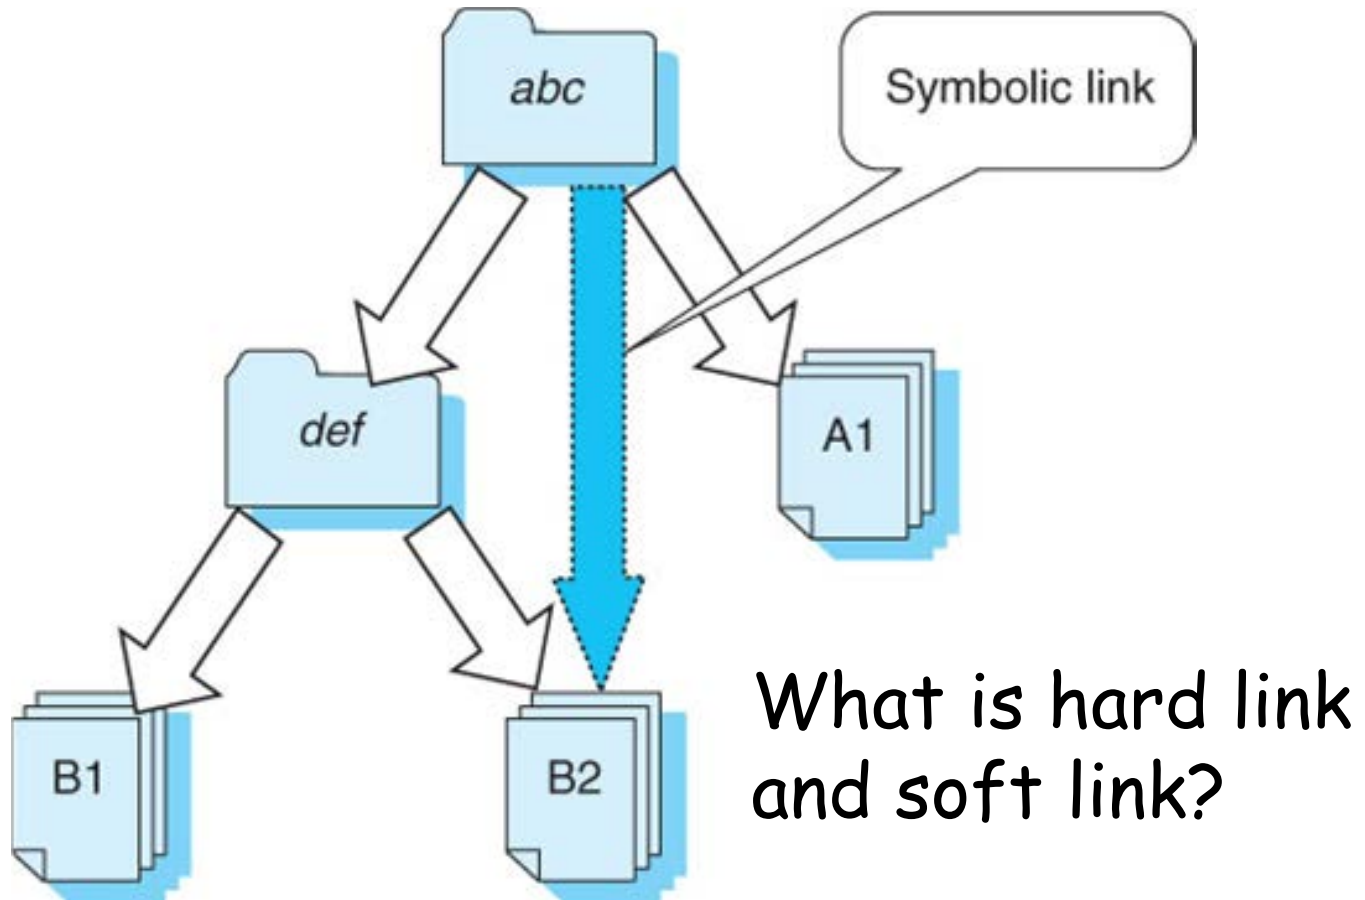 abc
Symbolic link
def
A1
B1
B2
What is hard link
and soft link?